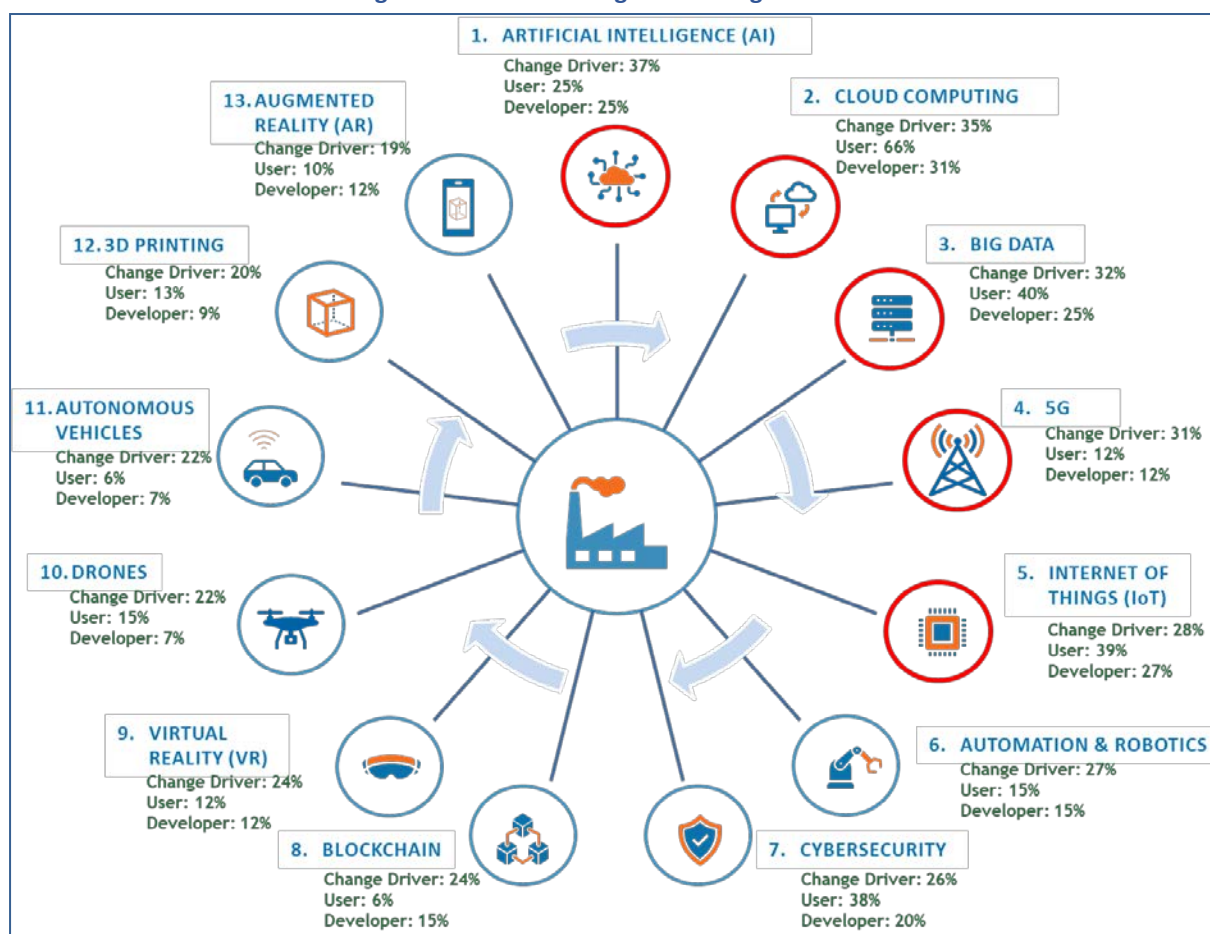 1. ARTIFICIAL INTELLIGENCE (AI)
Change Driver: 37%
User: 25%
Developer: 25%
2. CLOUD COMPUTING
Change Driver: 35%
User: 66%
Developer: 31%
3. BIG DATA
Change Driver: 32%
User: 40%
Developer: 25%
4. 5G
Change Driver: 31%
User: 12%
Developer: 12%
5. INTERNET OF
THINGS (IoT)
Change Driver: 28%
User: 39%
Developer: 27%
6. AUTOMATION & ROBOTICS
Change Driver: 27%
User: 15%
Developer: 15%
7. CYBERSECURITY
Change Driver: 26%
User: 38%
Developer: 20%
8. BLOCKCHAIN
Change Driver: 24%
User: 6%
Developer: 15%
9. VIRTUAL
REALITY (VR)
Change Driver: 24%
User: 12%
Developer: 12%
10. DRONES
Change Driver: 22%
User: 15%
Developer: 7%
11. AUTONOMOUS
VEHICLES
Change Driver: 22%
User: 6%
Developer: 7%
12. 3D PRINTING
Change Driver: 20%
User: 13%
Developer: 9%
13. AUGMENTED
REALITY (AR)
Change Driver: 19%
User: 10%
Developer: 12%